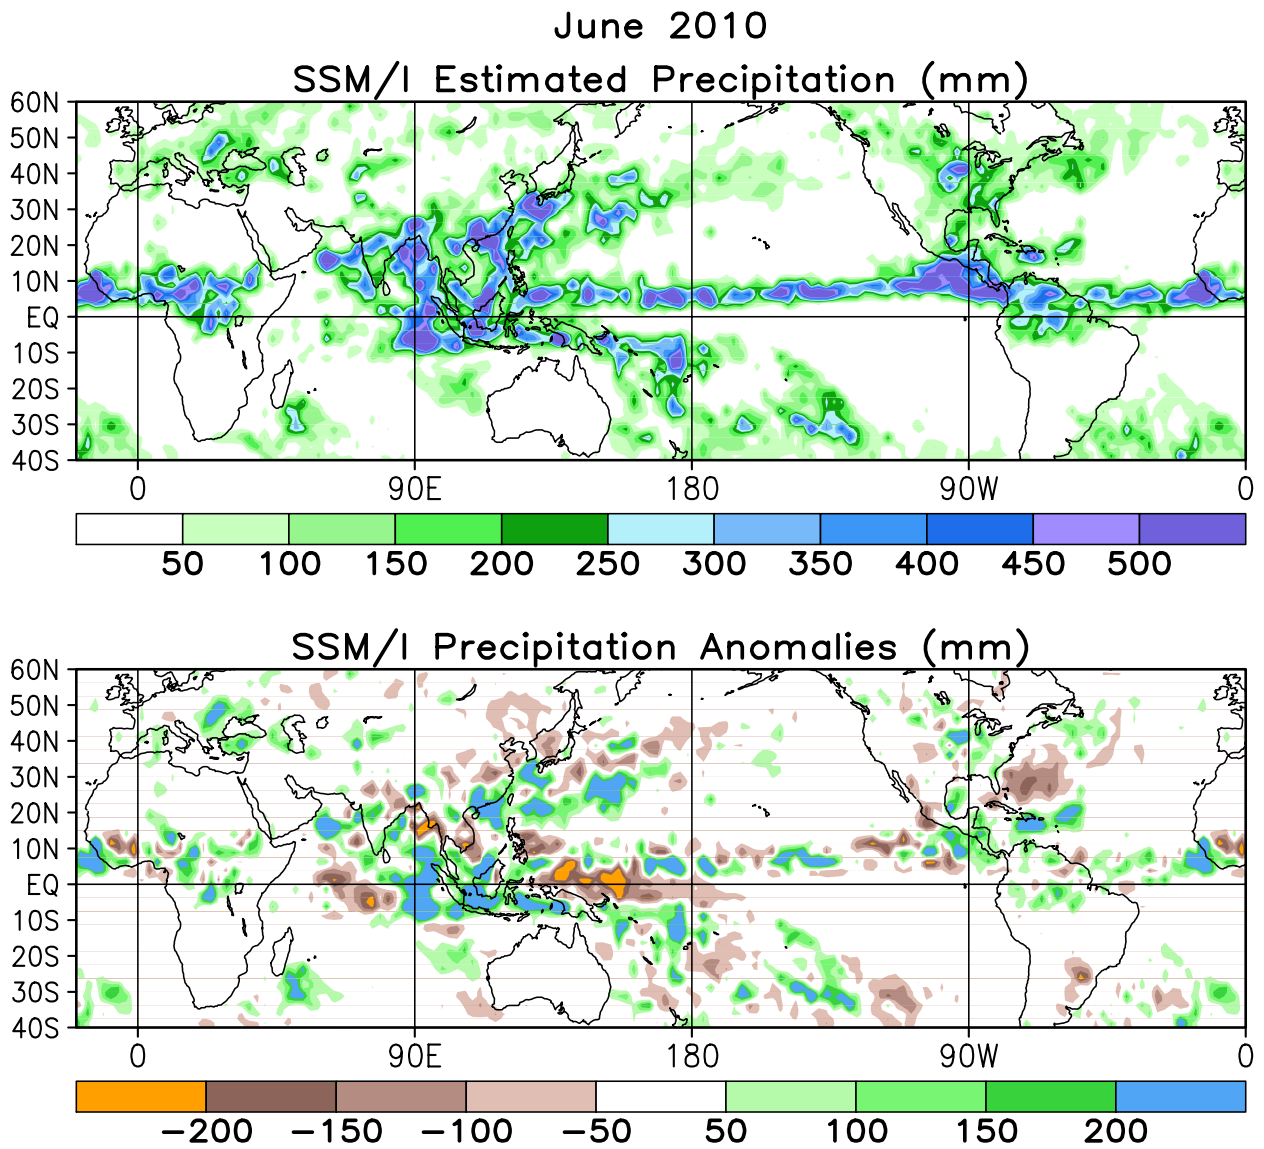 June 2010
SSM/I Estimated Precipitation (mm)
60N
50N
40N
30N
20N
10N
EQ
10S
20S
30S
40S
0 90E 180 90W 0
50 100 150 200 250 300 350 400 450 500
SSM/I Precipitation Anomalies (mm)
60N
50N
40N
30N
20N
10N
EQ
10S
20S
30S
40S
0 90E 180 90W 0
−200 −150 −100 −50 50 100 150 200